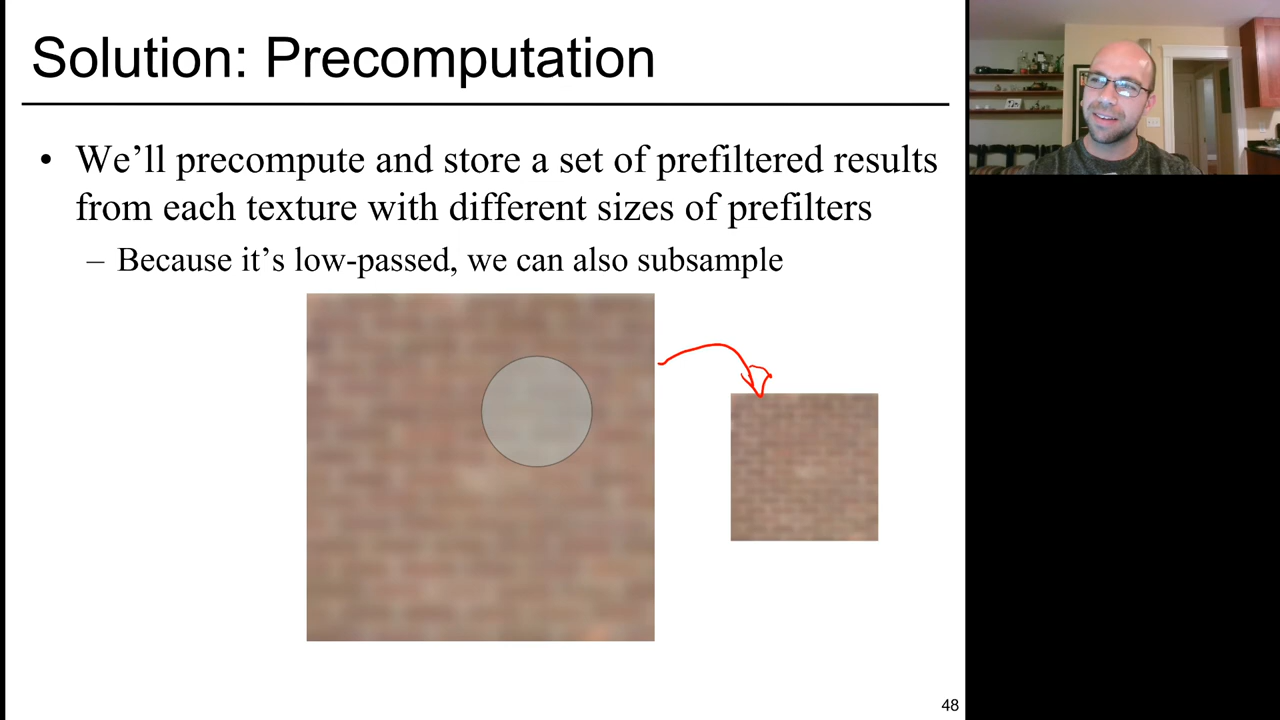 Solution: Precomputation
• We’ll precompute and store a set of prefiltered results
from each texture with different sizes of prefilters
– Because it’s low-passed, we can also subsample
48